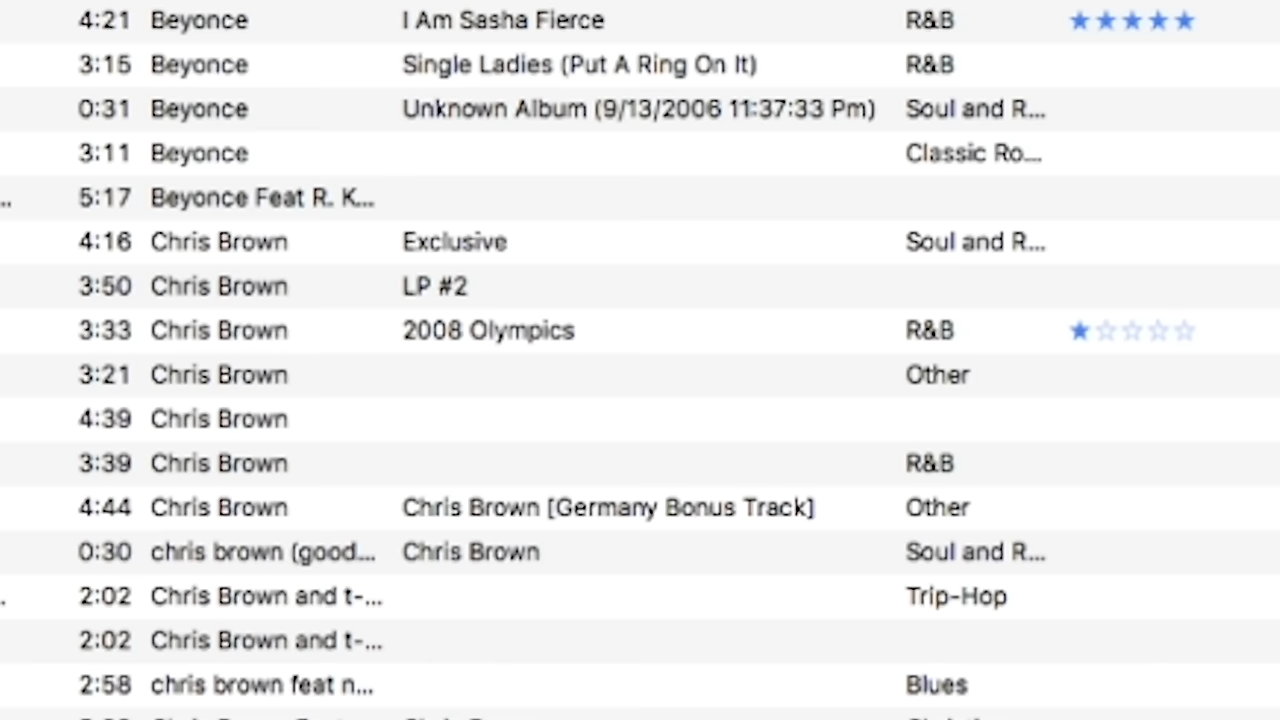 4:21 Beyonce I Am Sasha Fierce R&B
3:15 Beyonce Single Ladies (Put A Ring On It) R&B
0:31 Beyonce Unknown Album (9/13/2006 11:37:33 Pm) Soul and R...
3:11 Beyonce Classic Ro...
... 5:17 Beyonce Feat R. K...
4:16 Chris Brown Exclusive Soul and R...
3:50 Chris Brown LP #2
3:33 Chris Brown 2008 Olympics R&B
3:21 Chris Brown Other
4:39 Chris Brown
3:39 Chris Brown R&B
4:44 Chris Brown Chris Brown [Germany Bonus Track] Other
0:30 chris brown (good... Chris Brown Soul and R...
2:02 Chris Brown and t-... Trip-Hop
2:02 Chris Brown and t-...
2:58 chris brown feat n... Blues